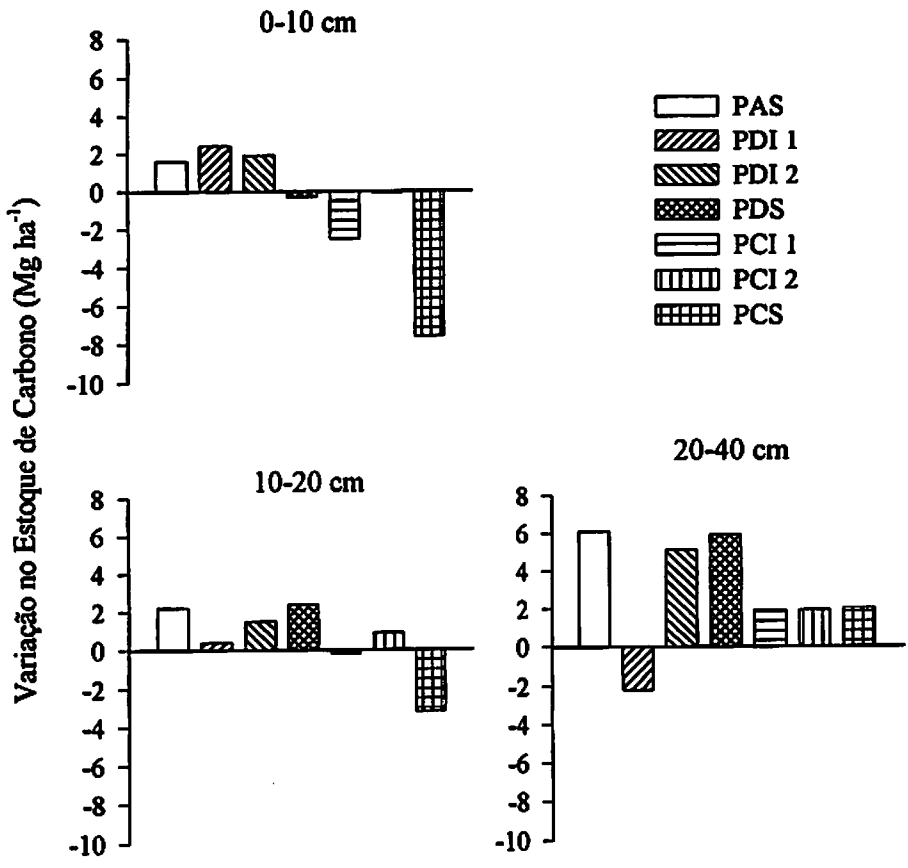 0-10 cm
8
6
4
2
0
-2
-4
-6
-8
-10
PAS
PDI 1
PDI 2
PDS
PCI 1
PCI 2
PCS
Variação no Estoque de Carbono (Mg ha⁻¹)
10-20 cm
8
6
4
2
0
-2
-4
-6
-8
-10
20-40 cm
8
6
4
2
0
-2
-4
-6
-8
-10